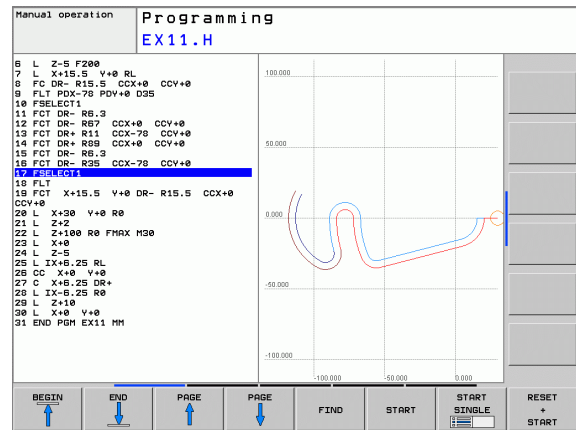 Manual operation
Programming
EX11.H
6 L Z-5 F200
7 L X+15.5 Y+0 RL
8 FC DR- R15.5 CCX+0 CCY+0
9 FLT PDX-78 PDY+0 D35
10 FSELECT1
11 FCT DR- R6.3
12 FCT DR- R67 CCX+0 CCY+0
13 FCT DR+ R11 CCX-78 CCY+0
14 FCT DR+ R89 CCX+0 CCY+0
15 FCT DR- R6.3
16 FCT DR- R35 CCX-78 CCY+0
17 FSELECT1
18 FLT
19 FCT X+15.5 Y+0 DR- R15.5 CCX+0
CCY+0
20 L X+30 Y+0 R0
21 L Z+2
22 L Z+100 R0 FMAX M30
23 L X+0
24 L Z-5
25 L IX+6.25 RL
26 CC X+0 Y+0
27 C X+6.25 DR+
28 L IX-6.25 R0
29 L Z+10
30 L X+0 Y+0
31 END PGM EX11 MM
100.000
50.000
0.000
-50.000
-100.000
-100.000
-50.000
0.000
BEGIN
END
PAGE
PAGE
FIND
START
START
SINGLE
RESET
+
START